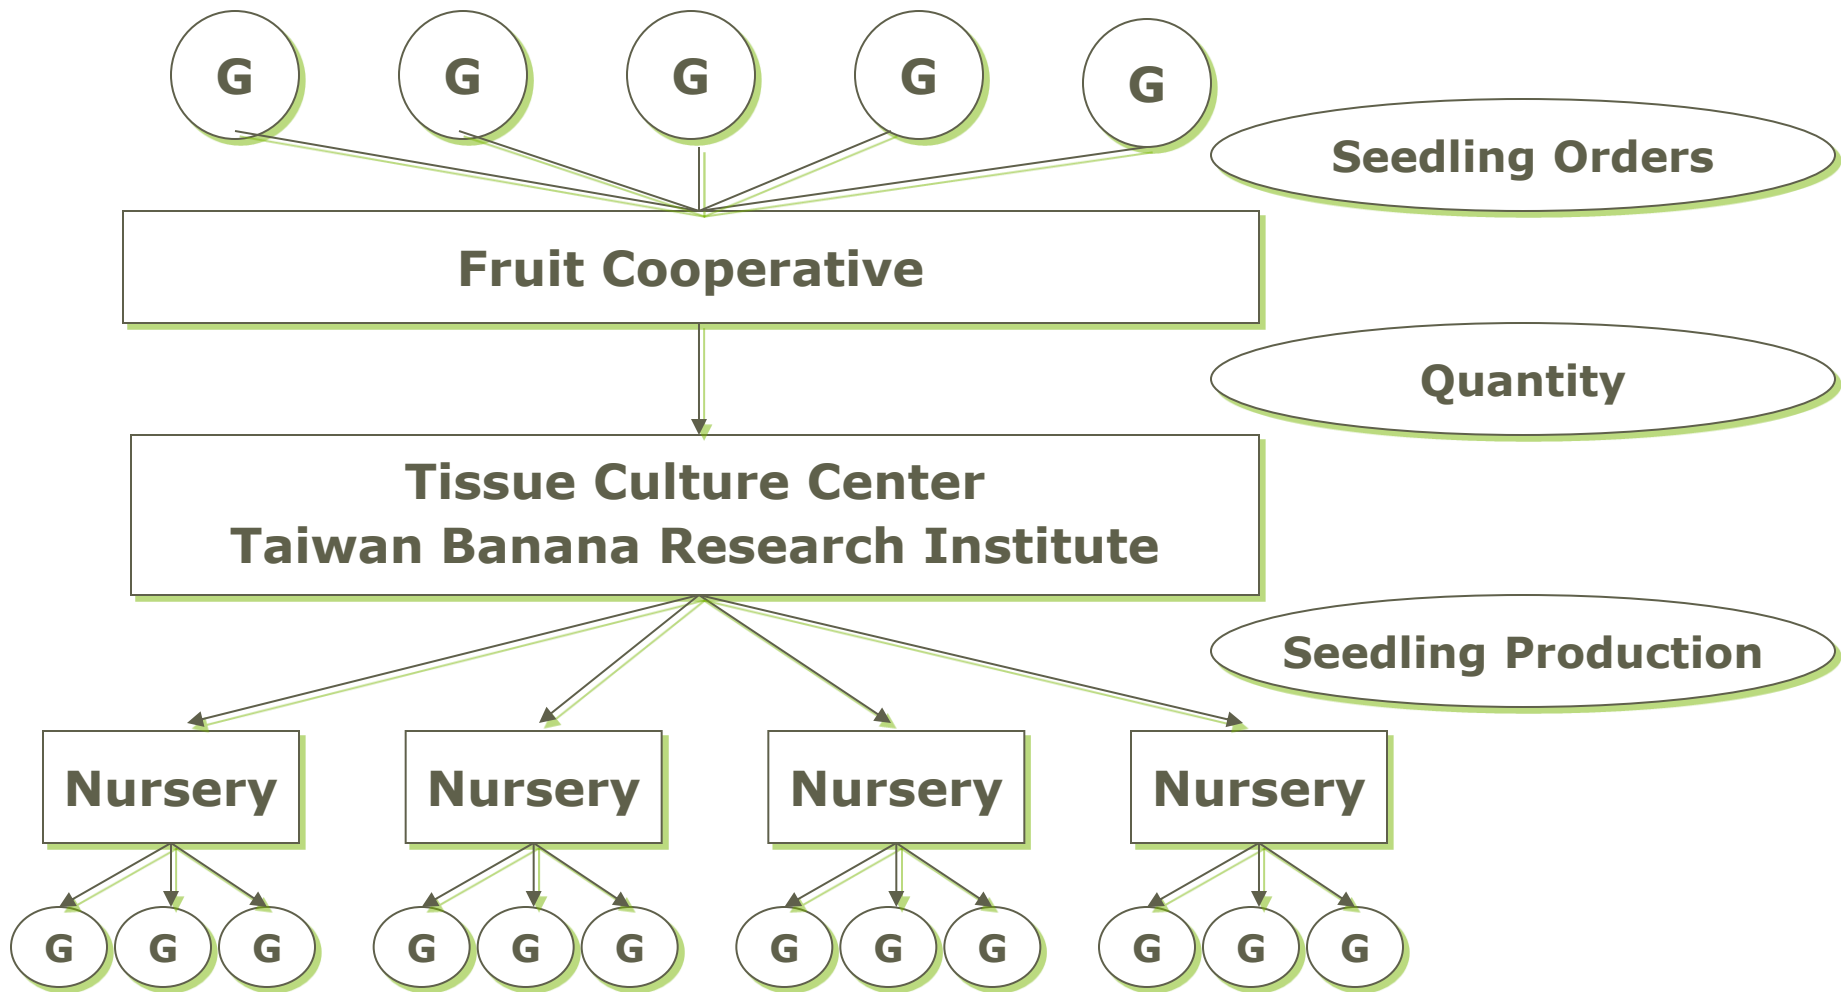 G G G G G
Seedling Orders
Fruit Cooperative
Quantity
Tissue Culture Center
Taiwan Banana Research Institute
Seedling Production
Nursery Nursery Nursery Nursery
G G G G G G G G G G G G